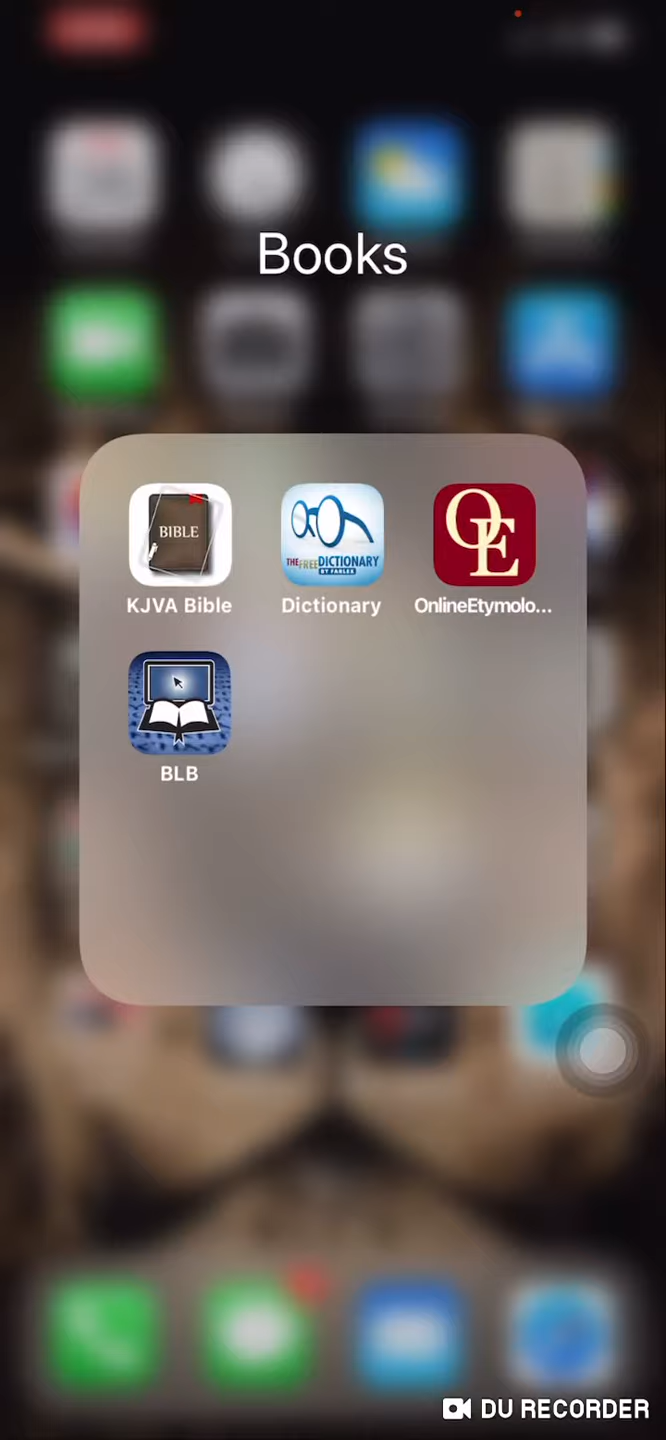 Books
BIBLE
THE FREE DICTIONARY
BY FARLEX
OE
KJVA Bible
Dictionary
OnlineEtymolo...
BLB
DU RECORDER